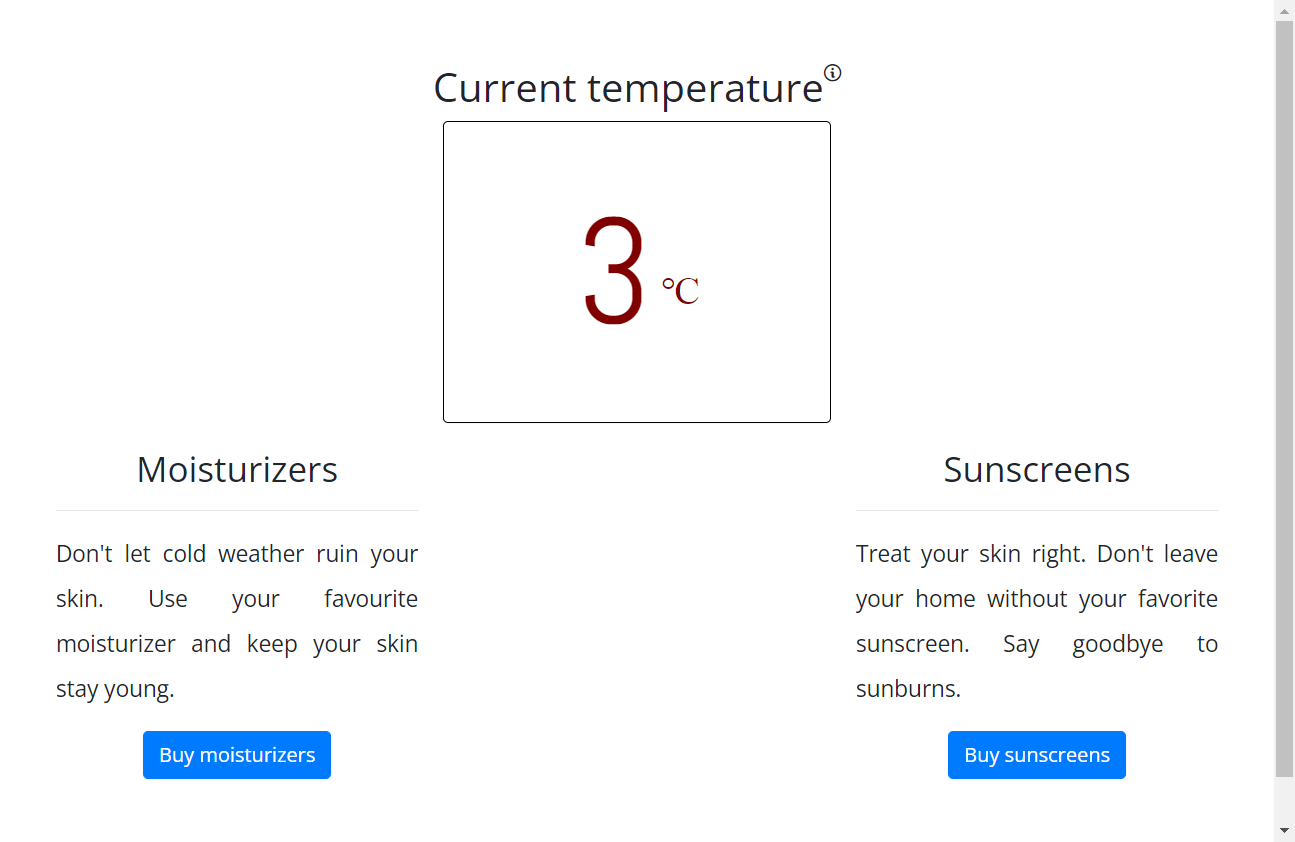 Current temperature
3 ℃
Moisturizers
Don't let cold weather ruin your
skin. Use your favourite
moisturizer and keep your skin
stay young.
Buy moisturizers
Sunscreens
Treat your skin right. Don't leave
your home without your favorite
sunscreen. Say goodbye to
sunburns.
Buy sunscreens